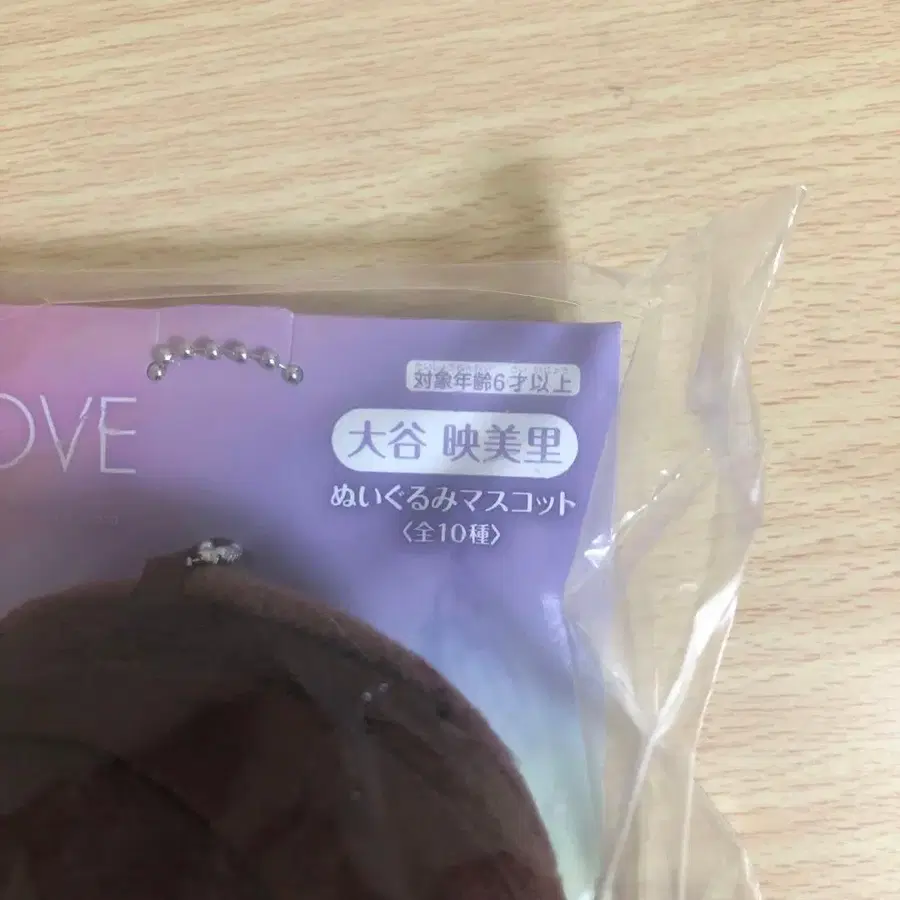 OVE
対象年齢6才以上
大谷 映美里
ぬいぐるみマスコット
〈全10種〉